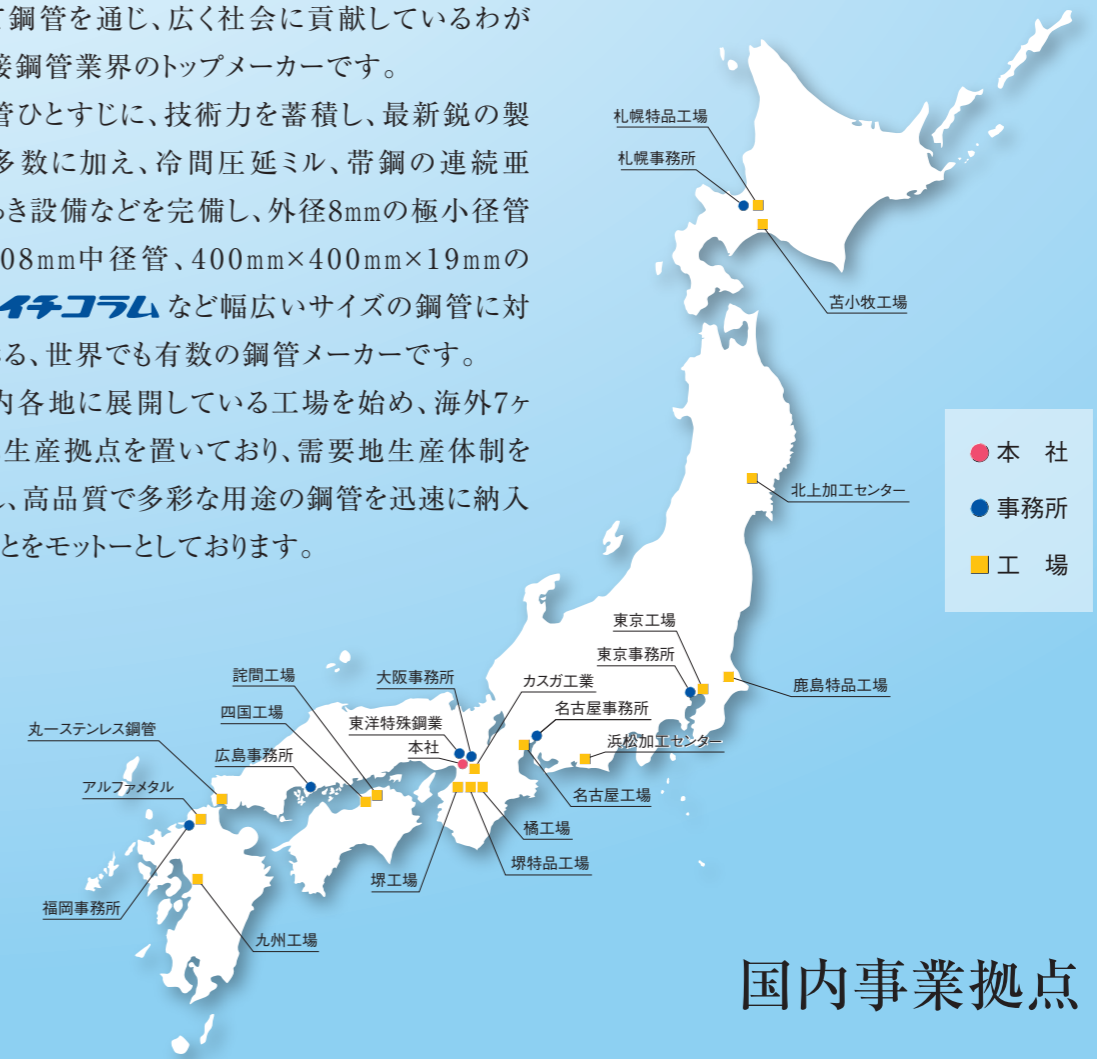 て鋼管を通じ、広く社会に貢献しているわが
接鋼管業界のトップメーカーです。
管ひとすじに、技術力を蓄積し、最新鋭の製
多数に加え、冷間圧延ミル、帯鋼の連続亜
っき設備などを完備し、外径8mmの極小径管
08mm中径管、400mm×400mm×19mmの
イチコラム など幅広いサイズの鋼管に対
る、世界でも有数の鋼管メーカーです。
内各地に展開している工場を始め、海外7ヶ
生産拠点を置いており、需要地生産体制を
し、高品質で多彩な用途の鋼管を迅速に納入
とをモットーとしております。
札幌特品工場
札幌事務所
苫小牧工場
本　社
事務所
工　場
北上加工センター
東京工場
東京事務所
鹿島特品工場
詫間工場
大阪事務所
カスガ工業
四国工場
東洋特殊鋼業
名古屋事務所
丸一ステンレス鋼管
広島事務所
本社
浜松加工センター
アルファメタル
名古屋工場
橘工場
堺特品工場
堺工場
福岡事務所
九州工場
国内事業拠点